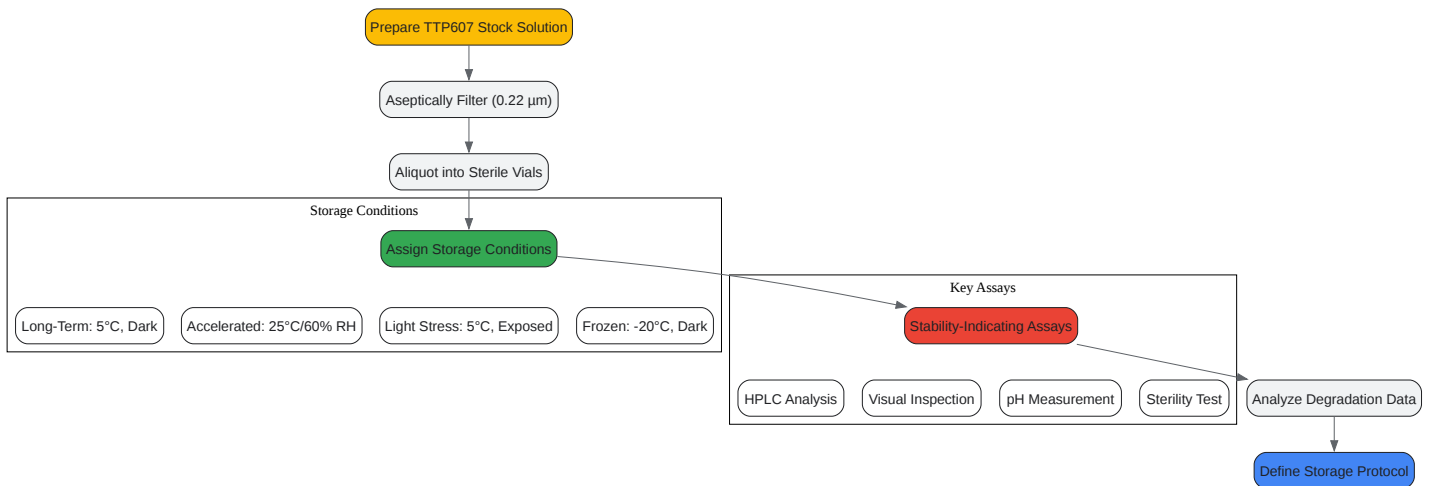 Prepare TTP607 Stock Solution
Aseptically Filter (0.22 µm)
Aliquot into Sterile Vials
Storage Conditions
Assign Storage Conditions
Long-Term: 5°C, Dark
Accelerated: 25°C/60% RH
Light Stress: 5°C, Exposed
Frozen: -20°C, Dark
Key Assays
Stability-Indicating Assays
HPLC Analysis
Visual Inspection
pH Measurement
Sterility Test
Analyze Degradation Data
Define Storage Protocol